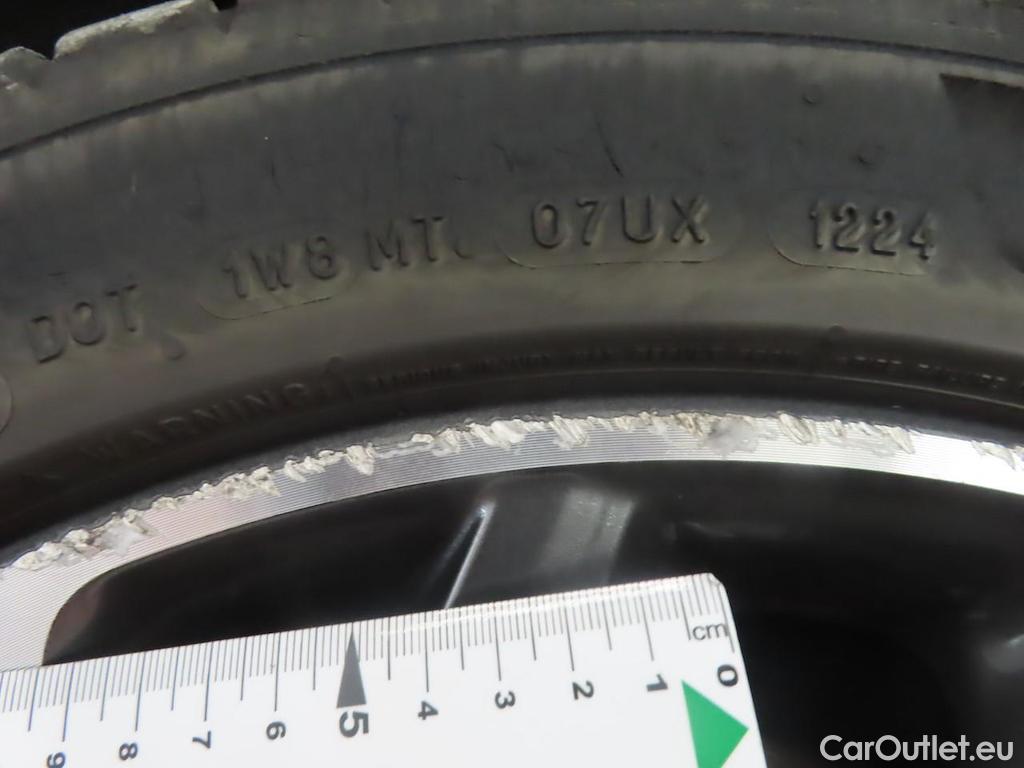 DOT 1W8 MT 07UX 1224
WARNING!
cm
0 1 2 3 4 5 6 7 8 9
CarOutlet.eu